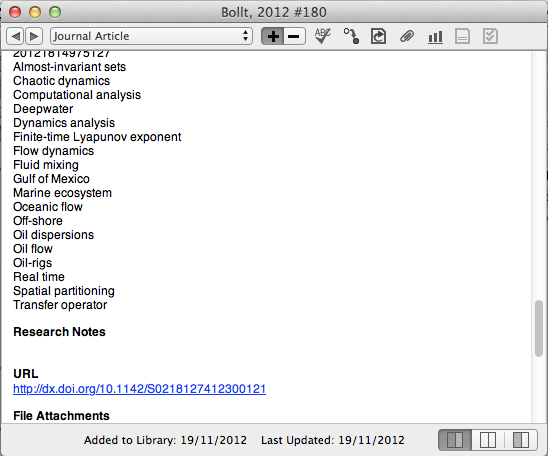 Bollt, 2012 #180
Journal Article
ABC
20121814975127
Almost-invariant sets
Chaotic dynamics
Computational analysis
Deepwater
Dynamics analysis
Finite-time Lyapunov exponent
Flow dynamics
Fluid mixing
Gulf of Mexico
Marine ecosystem
Oceanic flow
Off-shore
Oil dispersions
Oil flow
Oil-rigs
Real time
Spatial partitioning
Transfer operator
Research Notes
URL
http://dx.doi.org/10.1142/S0218127412300121
File Attachments
Added to Library: 19/11/2012 Last Updated: 19/11/2012